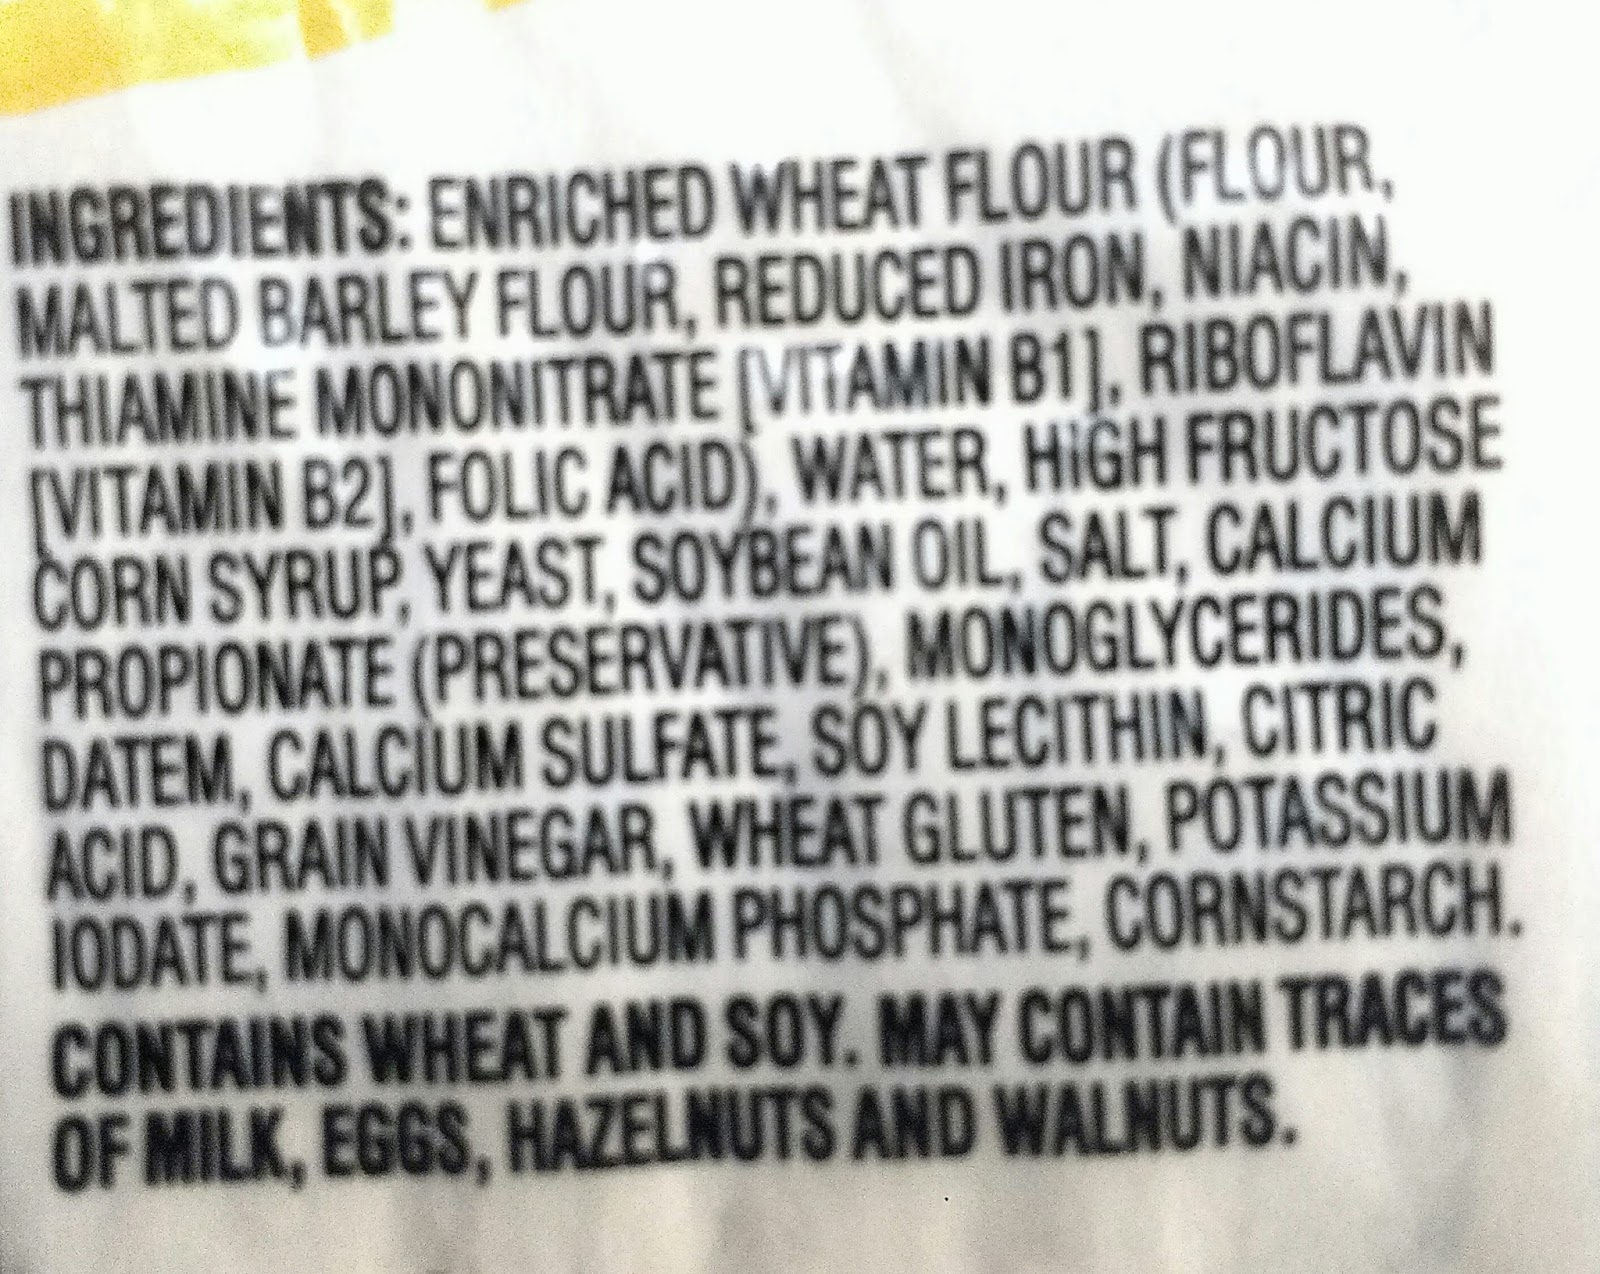 INGREDIENTS: ENRICHED WHEAT FLOUR (FLOUR,
MALTED BARLEY FLOUR, REDUCED IRON, NIACIN,
THIAMINE MONONITRATE [VITAMIN B1], RIBOFLAVIN
[VITAMIN B2], FOLIC ACID), WATER, HIGH FRUCTOSE
CORN SYRUP, YEAST, SOYBEAN OIL, SALT, CALCIUM
PROPIONATE (PRESERVATIVE), MONOGLYCERIDES,
DATEM, CALCIUM SULFATE, SOY LECITHIN, CITRIC
ACID, GRAIN VINEGAR, WHEAT GLUTEN, POTASSIUM
IODATE, MONOCALCIUM PHOSPHATE, CORNSTARCH.
CONTAINS WHEAT AND SOY. MAY CONTAIN TRACES
OF MILK, EGGS, HAZELNUTS AND WALNUTS.